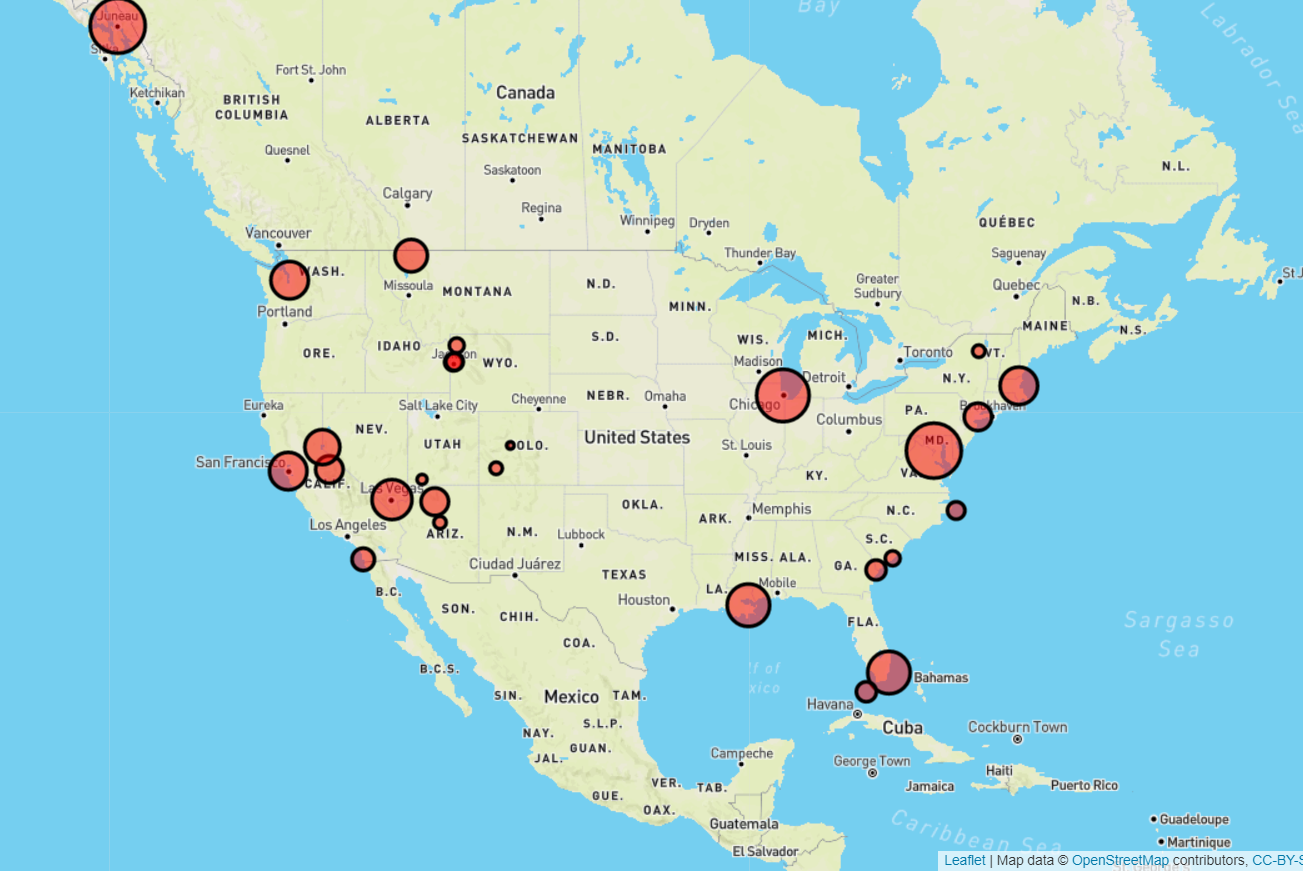 Bay
Juneau
Labrador Sea
Fort St. John
Ketchikan
BRITISH
COLUMBIA
Canada
ALBERTA
SASKATCHEWAN
MANITOBA
Quesnel
Saskatoon
N.L.
Calgary
Regina
Winnipeg
Dryden
QUÉBEC
Vancouver
Thunder Bay
Saguenay
WASH.
Missoula
MONTANA
N.D.
Greater
Sudbury
Quebec
St J
N.B.
Portland
MINN.
MAINE
N.S.
ORE.
IDAHO
WYO.
S.D.
WIS.
MICH.
Toronto
VT.
Madison
Detroit
N.Y.
Eureka
Salt Lake City
Cheyenne
NEBR.
Omaha
Chicago
Columbus
PA.
Brookhaven
NEV.
UTAH
OLO.
United States
St. Louis
MD.
San Francisco
CALIF.
Las Vegas
KY.
VA
OKLA.
ARK.
Memphis
N.C.
Los Angeles
ARIZ.
N.M.
Lubbock
S.C.
Ciudad Juárez
TEXAS
MISS.
ALA.
GA.
B.C.
SON.
CHIH.
Houston
LA.
Mobile
FLA.
COA.
Sargasso
Sea
B.C.S.
lf of
xico
Bahamas
SIN.
Mexico
TAM.
Havana
S.L.P.
Cuba
Cockburn Town
NAY.
GUAN.
JAL.
Campeche
George Town
Haiti
VER.
TAB.
Jamaica
Puerto Rico
GUE.
OAX.
Guatemala
Caribbean Sea
Guadeloupe
El Salvador
Martinique
Leaflet | Map data © OpenStreetMap contributors, CC-BY-S